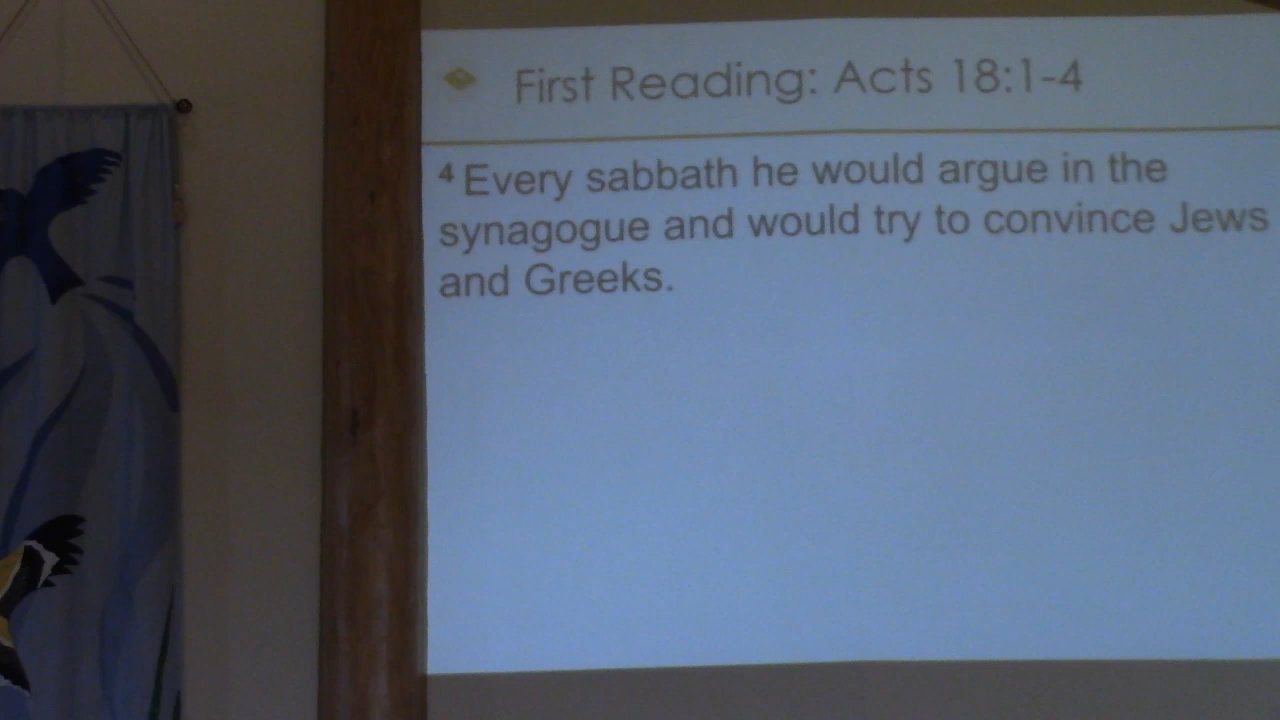 First Reading: Acts 18:1-4
4 Every sabbath he would argue in the
synagogue and would try to convince Jews
and Greeks.